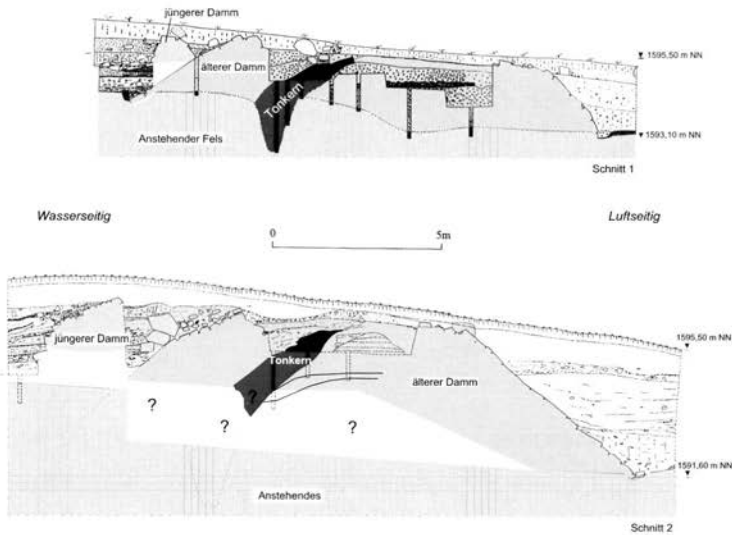 jüngerer Damm
1595,50 m NN
älterer Damm
Tonkern
Anstehender Fels
1593,10 m NN
Schnitt 1
Wasserseitig
Luftseitig
0
5m
jüngerer Damm
1595,50 m NN
Tonkern
älterer Damm
?
?
?
?
1591,60 m NN
Anstehendes
Schnitt 2